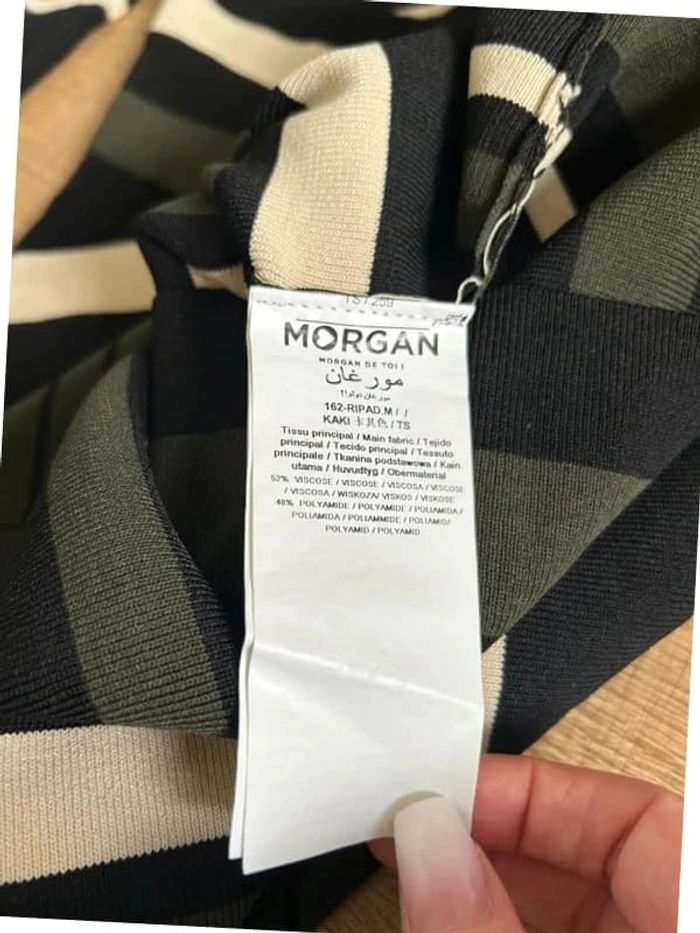 MORGAN
MORGAN DE TOI !
مورغان
162-RIPAD.M / /
KAKI 卡其色 / TS
Tissu principal / Main fabric / Tejido
principal / Tecido principal / Tessuto
principale / Tkanina podstawowa / Kain
utama / Huvudtyg / Obermaterial
52% VISCOSE / VISCOSE / VISCOSA / VISCOSE
/ VISCOSA / WISKOZA / VISKOS / VISKOSE
48% POLYAMIDE / POLYAMIDE / POLIAMIDA /
POLIAMIDA / POLIAMMIDE / POLIAMID/
POLYAMID / POLYAMID